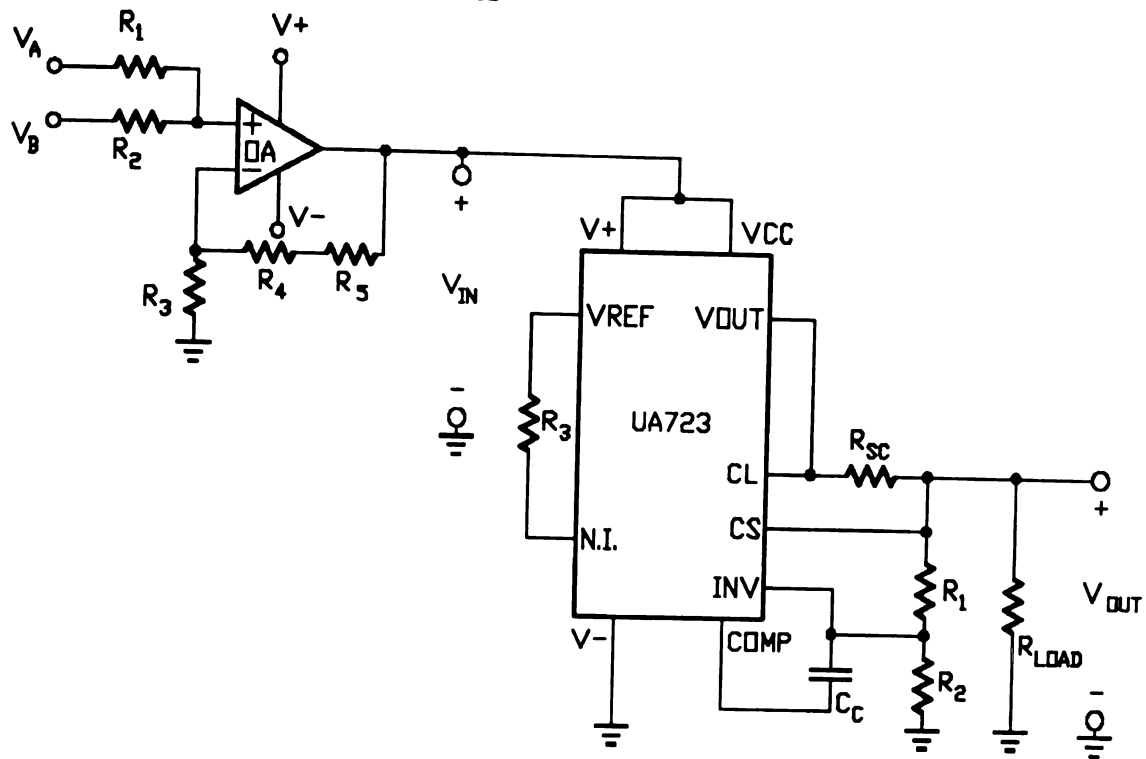 R1
V+
VA
VB
R2
+
OA
−
V-
+
R4
R5
R3
VIN
−
V+
VCC
VREF
VOUT
R3
UA723
RSC
CL
+
CS
N.I.
INV
R1
VOUT
V-
COMP
RLOAD
R2
CC
−